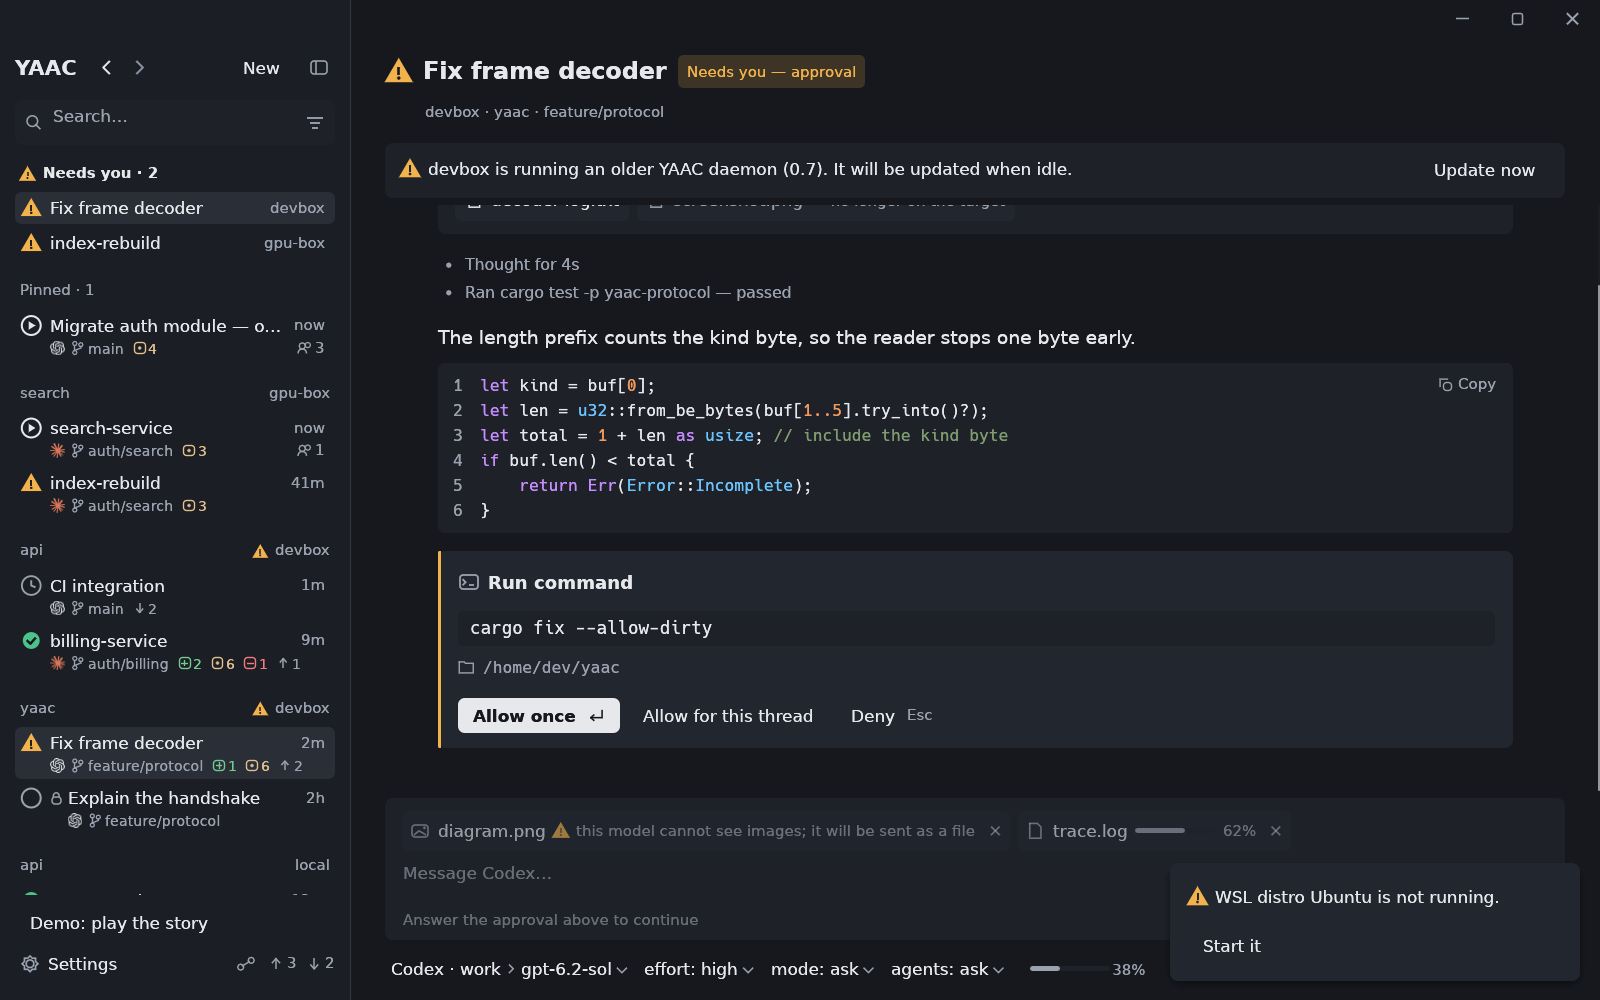 YAAC
New
Search...
Needs you · 2
Fix frame decoder devbox
index-rebuild gpu-box
Pinned · 1
Migrate auth module — o... now
main 4 3
search gpu-box
search-service now
auth/search 3 1
index-rebuild 41m
auth/search 3
api devbox
CI integration 1m
main ↓2
billing-service 9m
auth/billing 2 6 1 ↑1
yaac devbox
Fix frame decoder 2m
feature/protocol 1 6 ↑2
Explain the handshake 2h
feature/protocol
api local
Demo: play the story
Settings ↑3 ↓2
Fix frame decoder Needs you — approval
devbox · yaac · feature/protocol
devbox is running an older YAAC daemon (0.7). It will be updated when idle. Update now
• Thought for 4s
• Ran cargo test -p yaac-protocol — passed
The length prefix counts the kind byte, so the reader stops one byte early.
Copy
1 let kind = buf[0];
2 let len = u32::from_be_bytes(buf[1..5].try_into()?);
3 let total = 1 + len as usize; // include the kind byte
4 if buf.len() < total {
5     return Err(Error::Incomplete);
6 }
Run command
cargo fix --allow-dirty
/home/dev/yaac
Allow once ↵ Allow for this thread Deny Esc
diagram.png this model cannot see images; it will be sent as a file × trace.log 62% ×
Message Codex...
Answer the approval above to continue
Codex · work > gpt-6.2-sol effort: high mode: ask agents: ask 38%
WSL distro Ubuntu is not running.
Start it